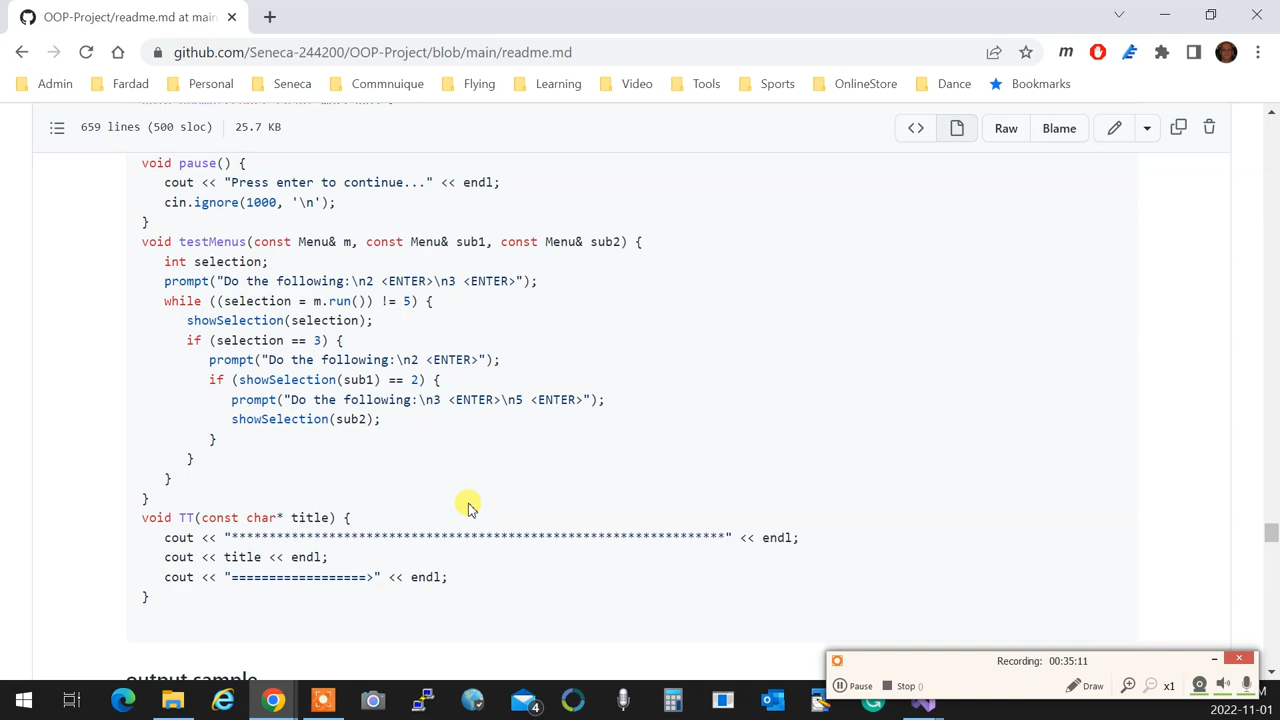 OOP-Project/readme.md at main
github.com/Seneca-244200/OOP-Project/blob/main/readme.md
m
Admin Fardad Personal Seneca Commnuique Flying Learning Video Tools Sports OnlineStore Dance Bookmarks
659 lines (500 sloc) 25.7 KB
<> Raw Blame
void pause() {
cout << "Press enter to continue..." << endl;
cin.ignore(1000, '\n');
}
void testMenus(const Menu& m, const Menu& sub1, const Menu& sub2) {
int selection;
prompt("Do the following:\n2 <ENTER>\n3 <ENTER>");
while ((selection = m.run()) != 5) {
showSelection(selection);
if (selection == 3) {
prompt("Do the following:\n2 <ENTER>");
if (showSelection(sub1) == 2) {
prompt("Do the following:\n3 <ENTER>\n5 <ENTER>");
showSelection(sub2);
}
}
}
}
void TT(const char* title) {
cout << "******************************************************************" << endl;
cout << title << endl;
cout << "==================>" << endl;
}
output sample
Recording: 00:35:11
Pause Stop () Draw x1
4
M
2022-11-01